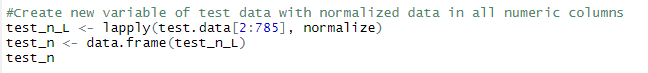 #Create new variable of test data with normalized data in all numeric columns
test_n_L <- lapply(test.data[2:785], normalize)
test_n <- data.frame(test_n_L)
test_n